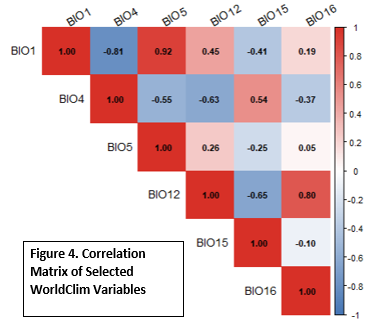 BIO1 BIO4 BIO5 BIO12 BIO15 BIO16
BIO1 1.00 -0.81 0.92 0.45 -0.41 0.19
BIO4 1.00 -0.55 -0.63 0.54 -0.37
BIO5 1.00 0.26 -0.25 0.05
BIO12 1.00 -0.65 0.80
BIO15 1.00 -0.10
BIO16 1.00
1
0.8
0.6
0.4
0.2
0
-0.2
-0.4
-0.6
-0.8
-1
Figure 4. Correlation
Matrix of Selected
WorldClim Variables